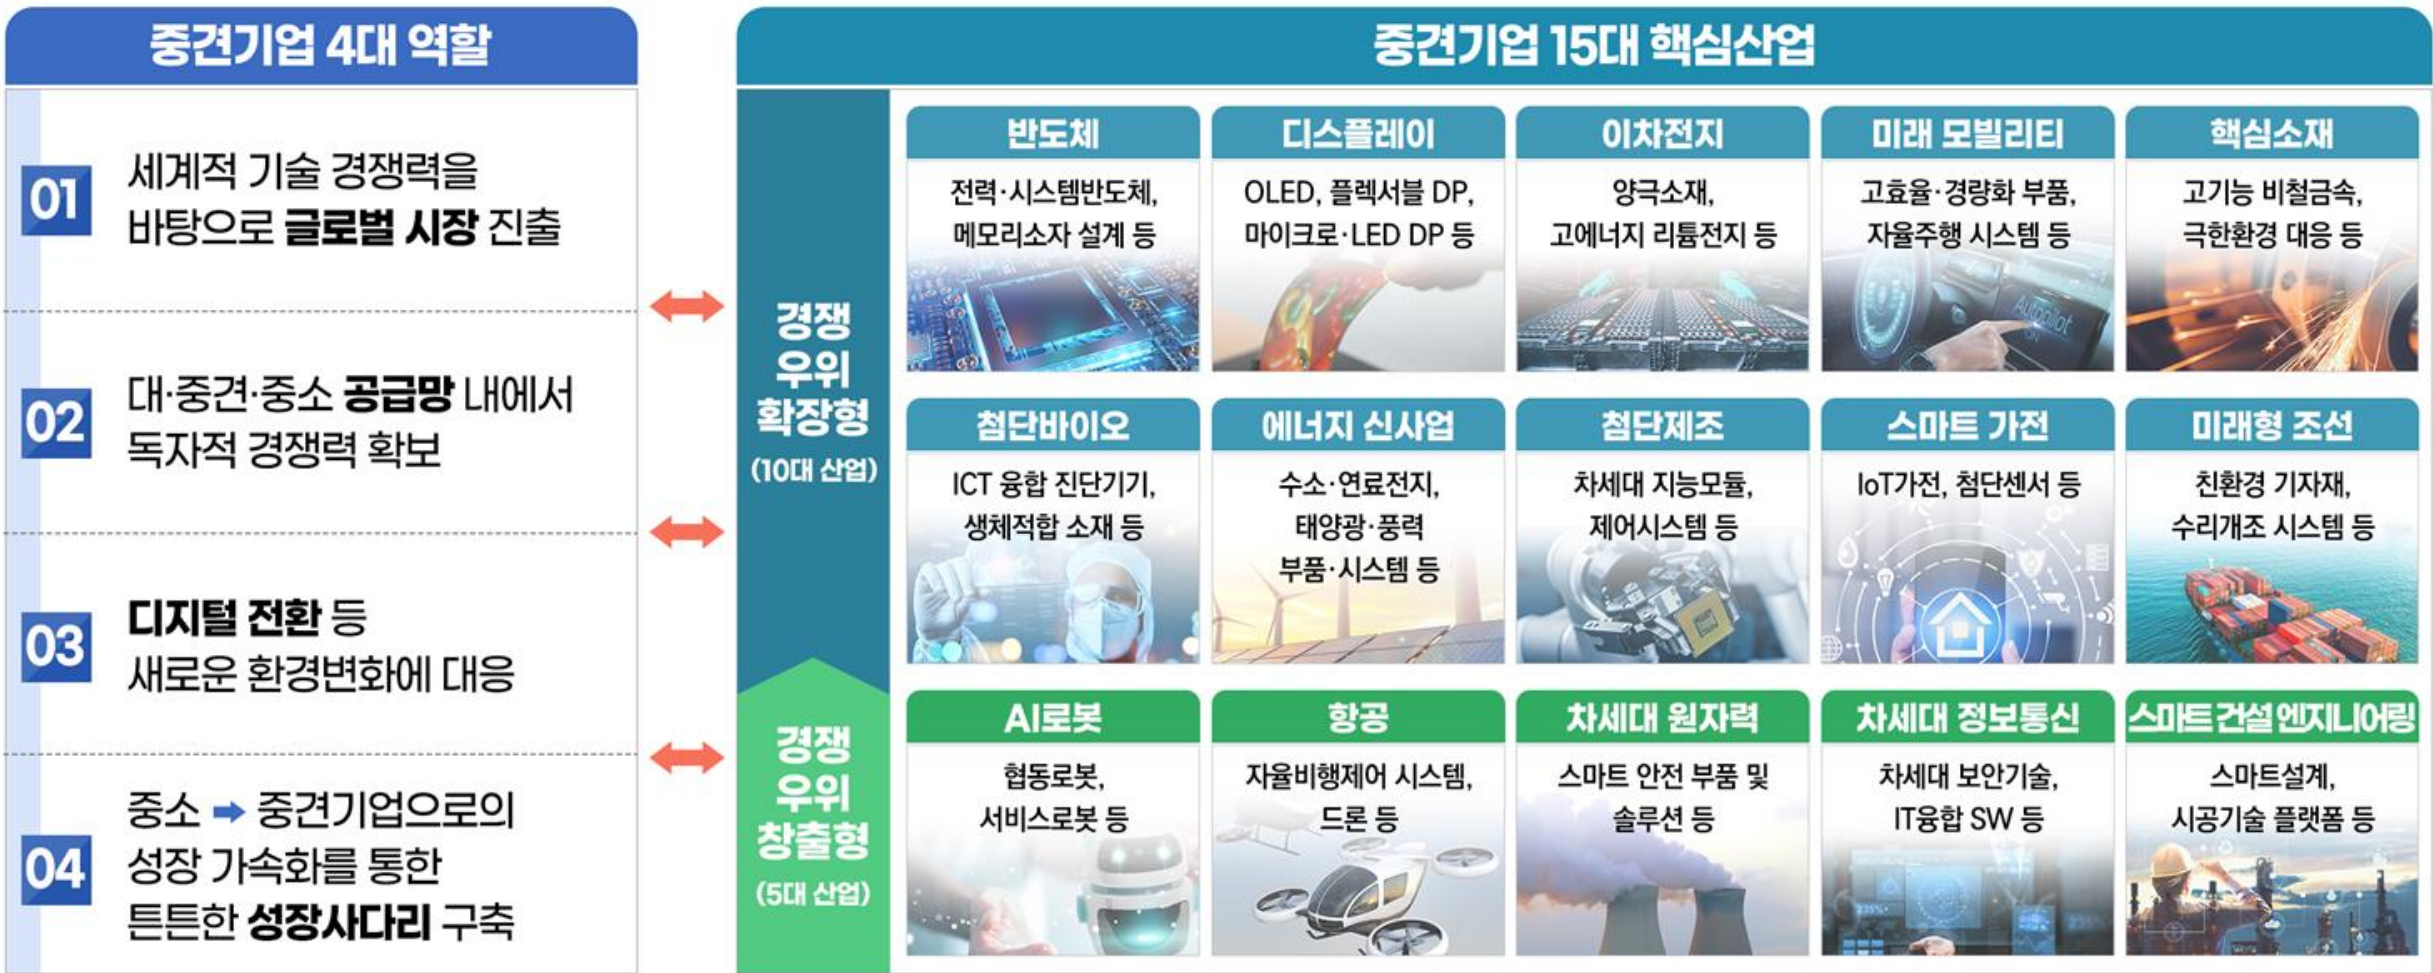 중견기업 4대 역할
01
세계적 기술 경쟁력을
바탕으로 글로벌 시장 진출
02
대·중견·중소 공급망 내에서
독자적 경쟁력 확보
03
디지털 전환 등
새로운 환경변화에 대응
04
중소 ➡ 중견기업으로의
성장 가속화를 통한
튼튼한 성장사다리 구축
중견기업 15대 핵심산업
경쟁
우위
확장형
(10대 산업)
반도체
전력·시스템반도체,
메모리소자 설계 등
디스플레이
OLED, 플렉서블 DP,
마이크로·LED DP 등
이차전지
양극소재,
고에너지 리튬전지 등
미래 모빌리티
고효율·경량화 부품,
자율주행 시스템 등
Autopilot
핵심소재
고기능 비철금속,
극한환경 대응 등
첨단바이오
ICT 융합 진단기기,
생체적합 소재 등
에너지 신사업
수소·연료전지,
태양광·풍력
부품·시스템 등
첨단제조
차세대 지능모듈,
제어시스템 등
스마트 가전
IoT가전, 첨단센서 등
미래형 조선
친환경 기자재,
수리개조 시스템 등
경쟁
우위
창출형
(5대 산업)
AI로봇
협동로봇,
서비스로봇 등
항공
자율비행제어 시스템,
드론 등
차세대 원자력
스마트 안전 부품 및
솔루션 등
차세대 정보통신
차세대 보안기술,
IT융합 SW 등
스마트건설엔지니어링
스마트설계,
시공기술 플랫폼 등